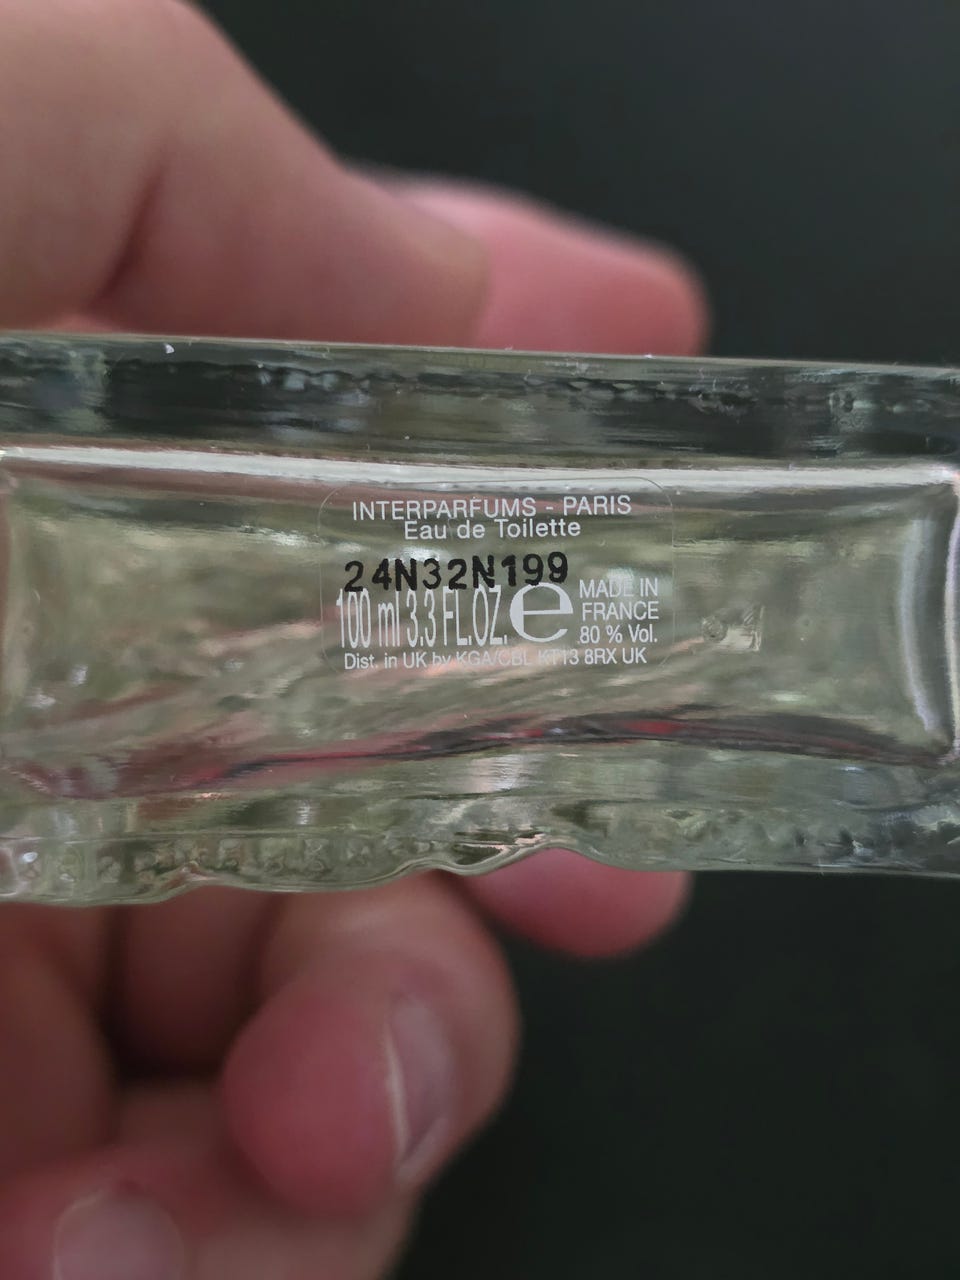 INTERPARFUMS - PARIS
Eau de Toilette
24N32N199
100 ml 3.3 FL.OZ. e
MADE IN
FRANCE
80 % Vol.
Dist. in UK by KGA/CBL KT13 8RX UK